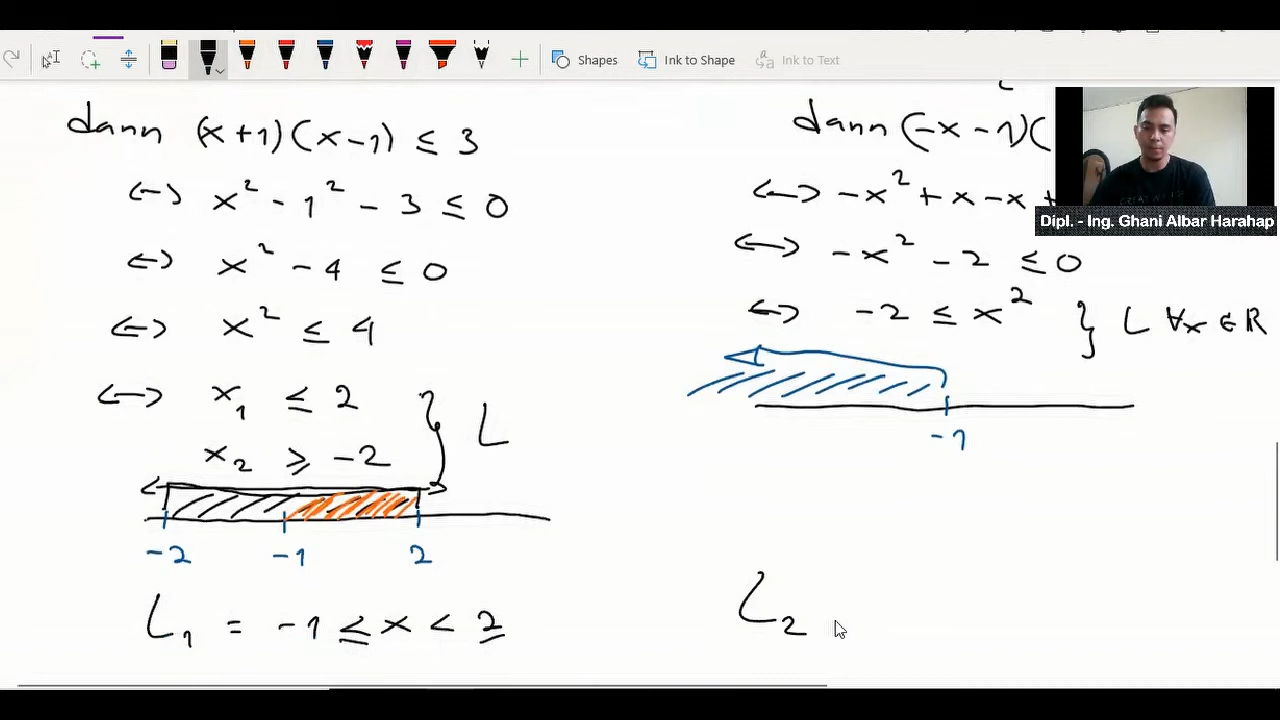 Shapes
Ink to Shape
Ink to Text
dann (x+1)(x-1) ≤ 3
⟷ x² - 1² - 3 ≤ 0
⟷ x² - 4 ≤ 0
⟷ x² ≤ 4
⟷ x₁ ≤ 2
x₂ ≥ -2
} L
-2 -1 2
L₁ = -1 ≤ x < 2
dann (-x - 1)(
⟷ -x² + x - x +
⟷ -x² - 2 ≤ 0
⟷ -2 ≤ x² } L ∀x ∈ R
-1
L₂
Dipl. - Ing. Ghani Albar Harahap